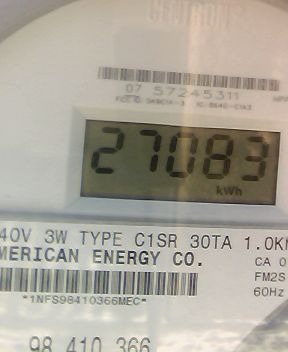 CENTRON
07 57245311
27083
kWh
40V 3W TYPE C1SR 30TA 1.0K
MERICAN ENERGY CO.
CA 0
FM2S
*1NFS98410366MEC*
60Hz
98 410 366